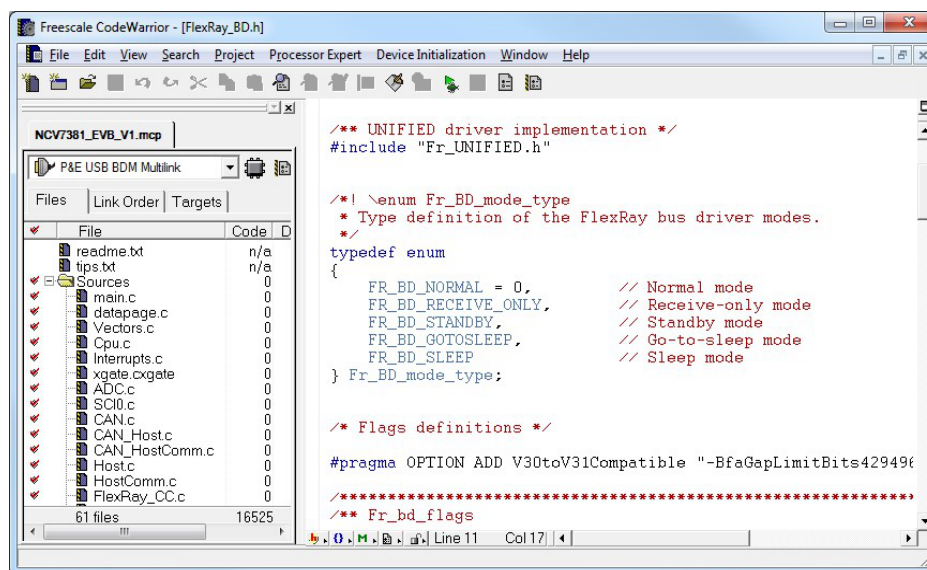 Freescale CodeWarrior - [FlexRay_BD.h]
File Edit View Search Project Processor Expert Device Initialization Window Help
NCV7381_EVB_V1.mcp
P&E USB BDM Multilink
Files Link Order Targets
File Code D
readme.txt n/a
tips.txt n/a
Sources 0
main.c 0
datapage.c 0
Vectors.c 0
Cpu.c 0
Interrupts.c 0
xgate.cxgate 0
ADC.c 0
SCI0.c 0
CAN.c 0
CAN_Host.c 0
CAN_HostComm.c 0
Host.c 0
HostComm.c 0
FlexRay_CC.c 0
61 files 16525
/** UNIFIED driver implementation */
#include "Fr_UNIFIED.h"
/*! \enum Fr_BD_mode_type
* Type definition of the FlexRay bus driver modes.
*/
typedef enum
{
FR_BD_NORMAL = 0, // Normal mode
FR_BD_RECEIVE_ONLY, // Receive-only mode
FR_BD_STANDBY, // Standby mode
FR_BD_GOTOSLEEP, // Go-to-sleep mode
FR_BD_SLEEP // Sleep mode
} Fr_BD_mode_type;
/* Flags definitions */
#pragma OPTION ADD V30toV31Compatible "-BfaGapLimitBits429496
/****************************************************************
/** Fr_bd_flags
Line 11 Col 17